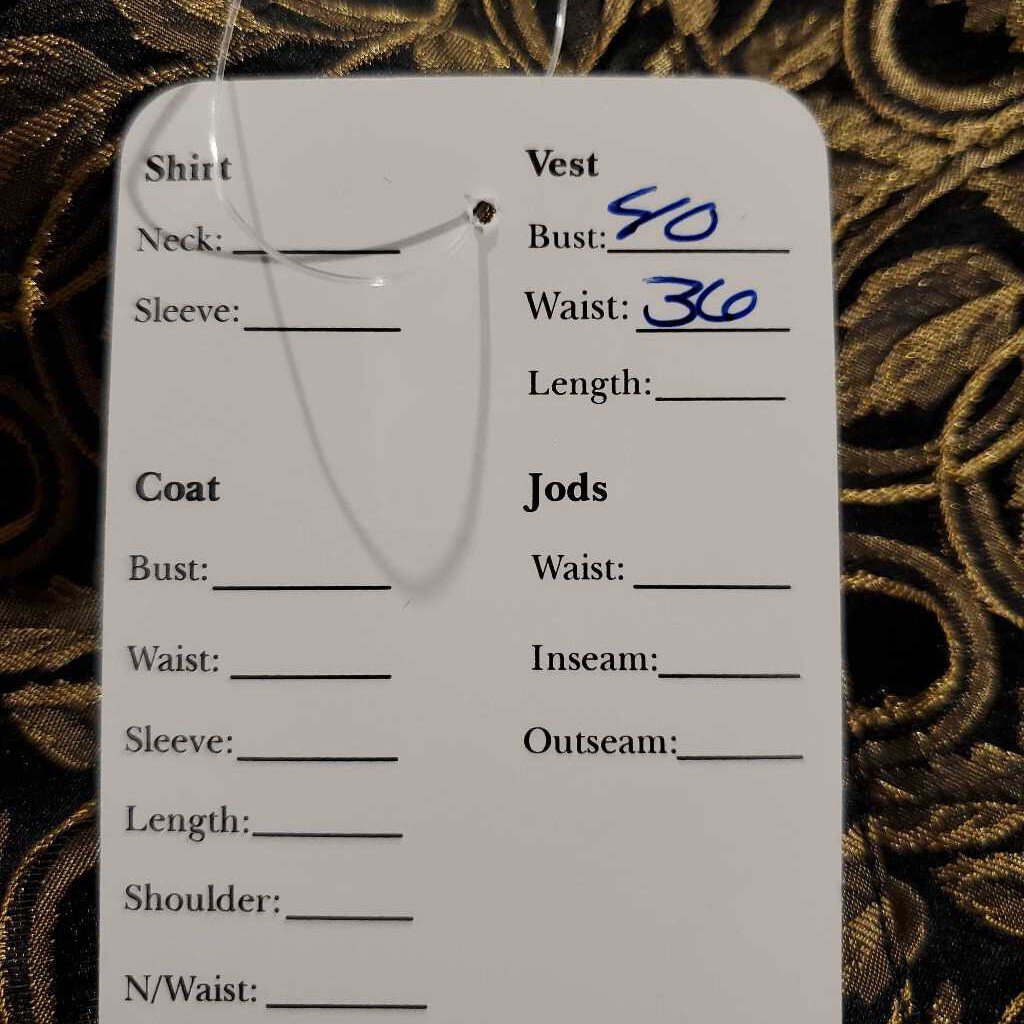 Shirt
Neck:
Sleeve:
Vest
Bust: 40
Waist: 36
Length:
Coat
Bust:
Waist:
Sleeve:
Length:
Shoulder:
N/Waist:
Jods
Waist:
Inseam:
Outseam: